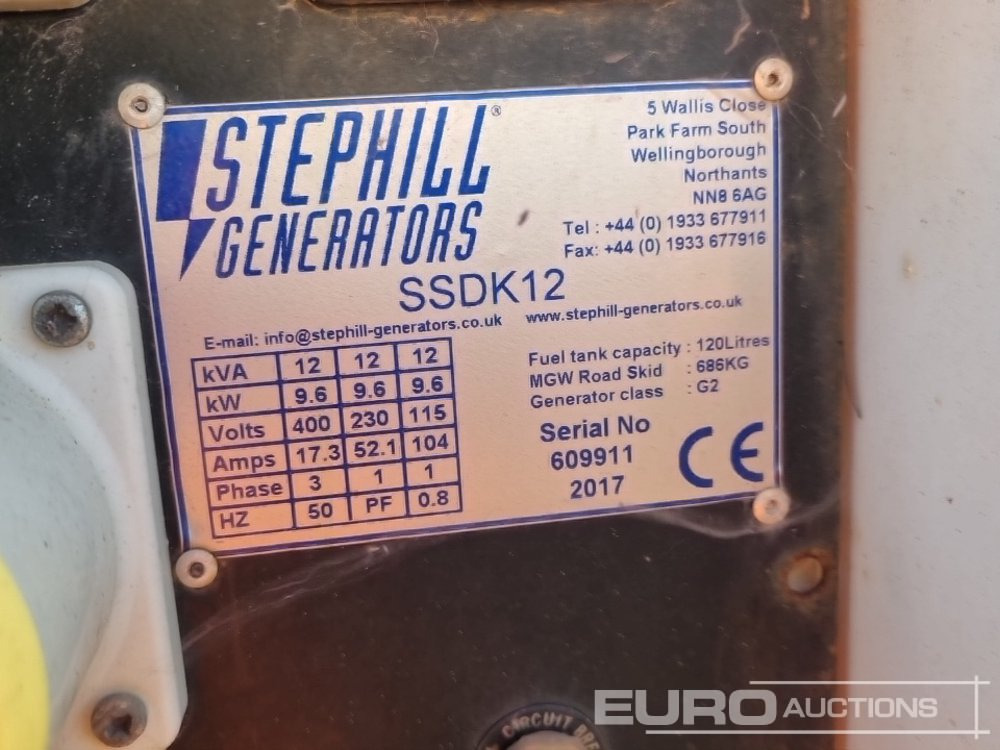 STEPHILL®
GENERATORS
5 Wallis Close
Park Farm South
Wellingborough
Northants
NN8 6AG
Tel : +44 (0) 1933 677911
Fax: +44 (0) 1933 677916
SSDK12
E-mail: info@stephill-generators.co.uk www.stephill-generators.co.uk
kVA 12 12 12
kW 9.6 9.6 9.6
Volts 400 230 115
Amps 17.3 52.1 104
Phase 3 1 1
HZ 50 PF 0.8
Fuel tank capacity : 120Litres
MGW Road Skid : 686KG
Generator class : G2
Serial No
609911
2017
CE
CIRCUIT
EURO AUCTIONS